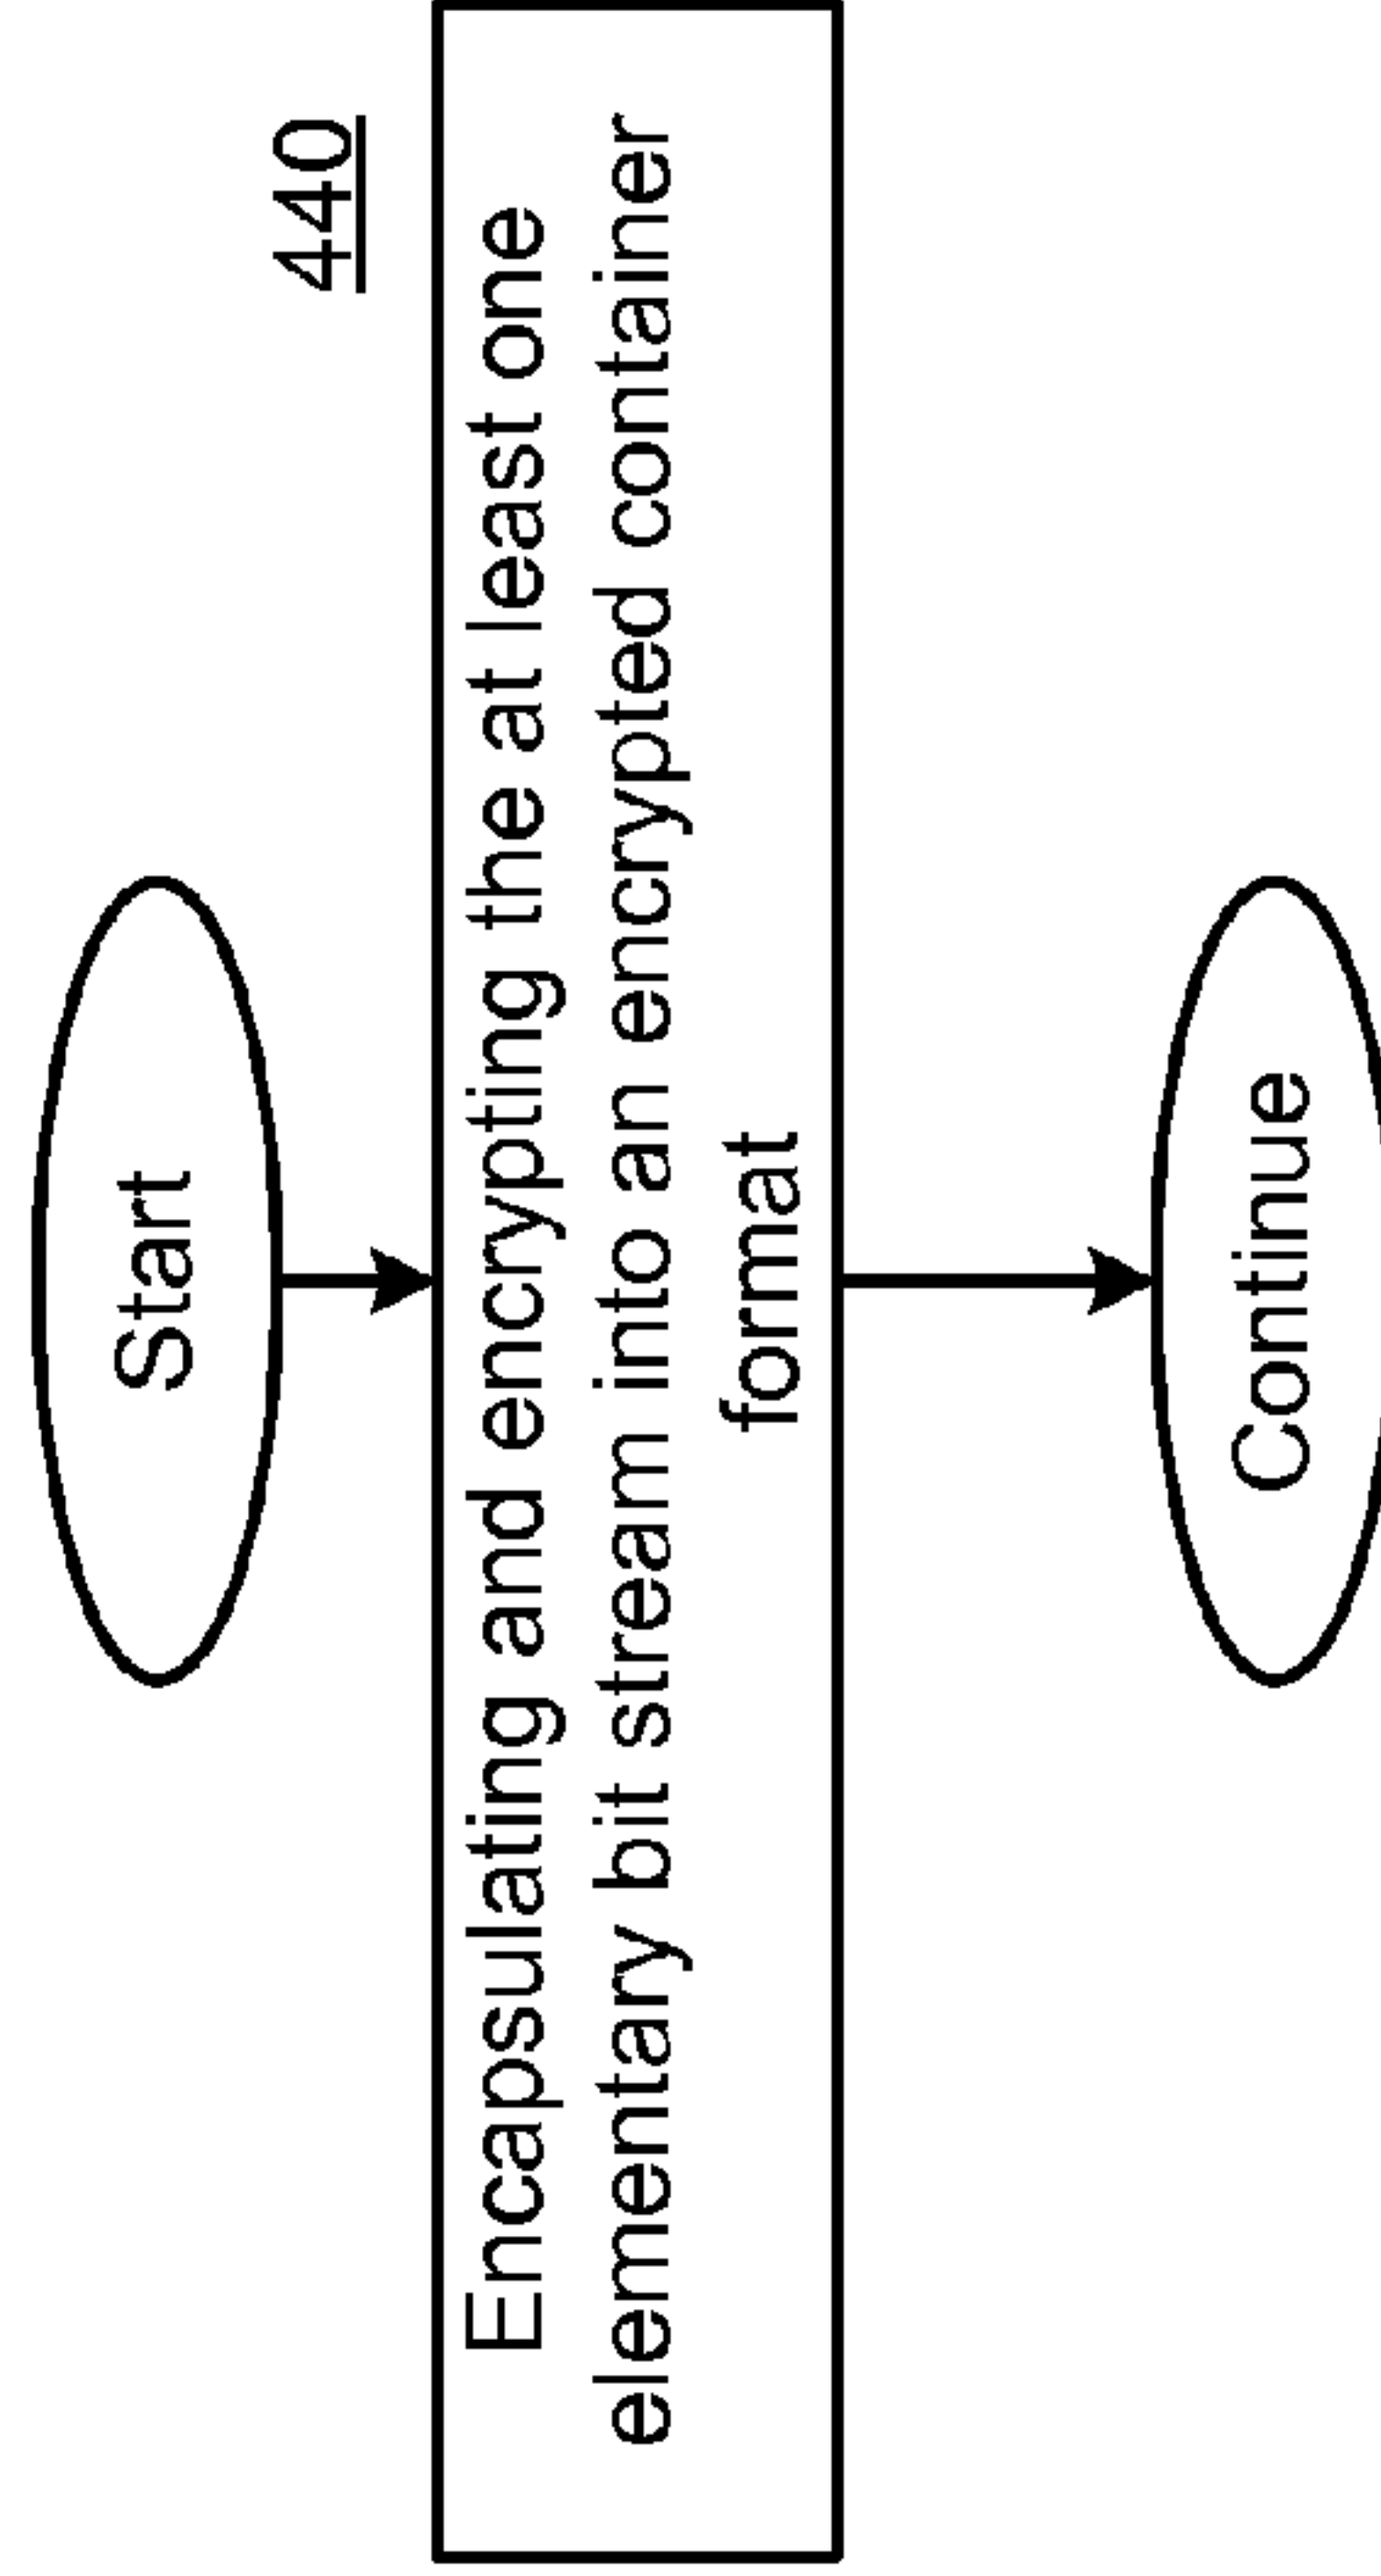 Start
440
Encapsulating and encrypting the at least one
elementary bit stream into an encrypted container
format
Continue